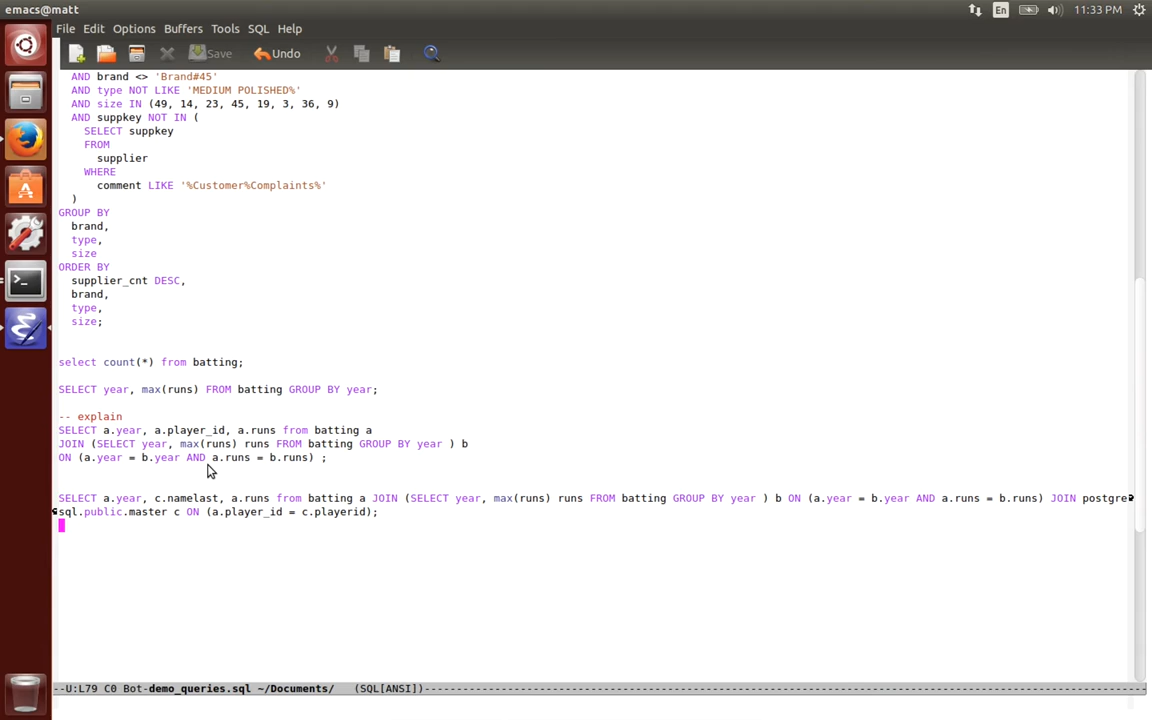 emacs@matt
En
11:33 PM
File Edit Options Buffers Tools SQL Help
Save Undo
AND brand <> 'Brand#45'
AND type NOT LIKE 'MEDIUM POLISHED%'
AND size IN (49, 14, 23, 45, 19, 3, 36, 9)
AND suppkey NOT IN (
SELECT suppkey
FROM
supplier
WHERE
comment LIKE '%Customer%Complaints%'
)
GROUP BY
brand,
type,
size
ORDER BY
supplier_cnt DESC,
brand,
type,
size;
select count(*) from batting;
SELECT year, max(runs) FROM batting GROUP BY year;
-- explain
SELECT a.year, a.player_id, a.runs from batting a
JOIN (SELECT year, max(runs) runs FROM batting GROUP BY year ) b
ON (a.year = b.year AND a.runs = b.runs) ;
SELECT a.year, c.namelast, a.runs from batting a JOIN (SELECT year, max(runs) runs FROM batting GROUP BY year ) b ON (a.year = b.year AND a.runs = b.runs) JOIN postgre
sql.public.master c ON (a.player_id = c.playerid);
--U:L79 C0 Bot-demo_queries.sql ~/Documents/ (SQL[ANSI])----------------------------------------------------------------------------------------------------------------